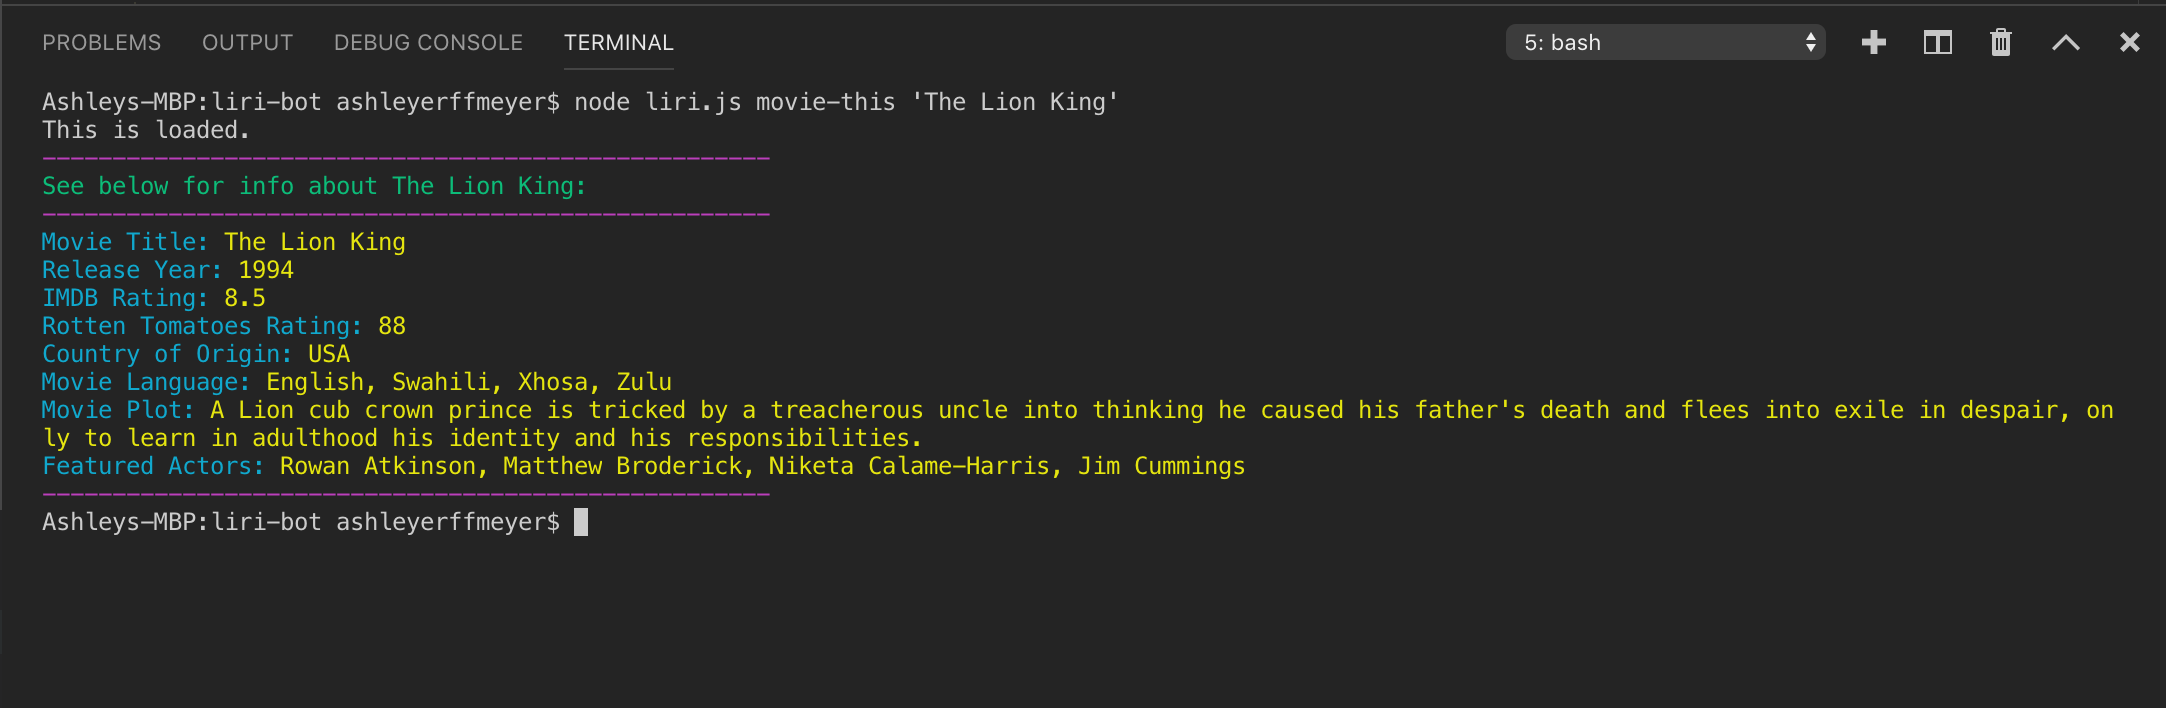 PROBLEMS OUTPUT DEBUG CONSOLE TERMINAL 5: bash
Ashleys-MBP:liri-bot ashleyerffmeyer$ node liri.js movie-this 'The Lion King'
This is loaded.
----------------------------------------------------
See below for info about The Lion King:
----------------------------------------------------
Movie Title: The Lion King
Release Year: 1994
IMDB Rating: 8.5
Rotten Tomatoes Rating: 88
Country of Origin: USA
Movie Language: English, Swahili, Xhosa, Zulu
Movie Plot: A Lion cub crown prince is tricked by a treacherous uncle into thinking he caused his father's death and flees into exile in despair, on
ly to learn in adulthood his identity and his responsibilities.
Featured Actors: Rowan Atkinson, Matthew Broderick, Niketa Calame-Harris, Jim Cummings
----------------------------------------------------
Ashleys-MBP:liri-bot ashleyerffmeyer$